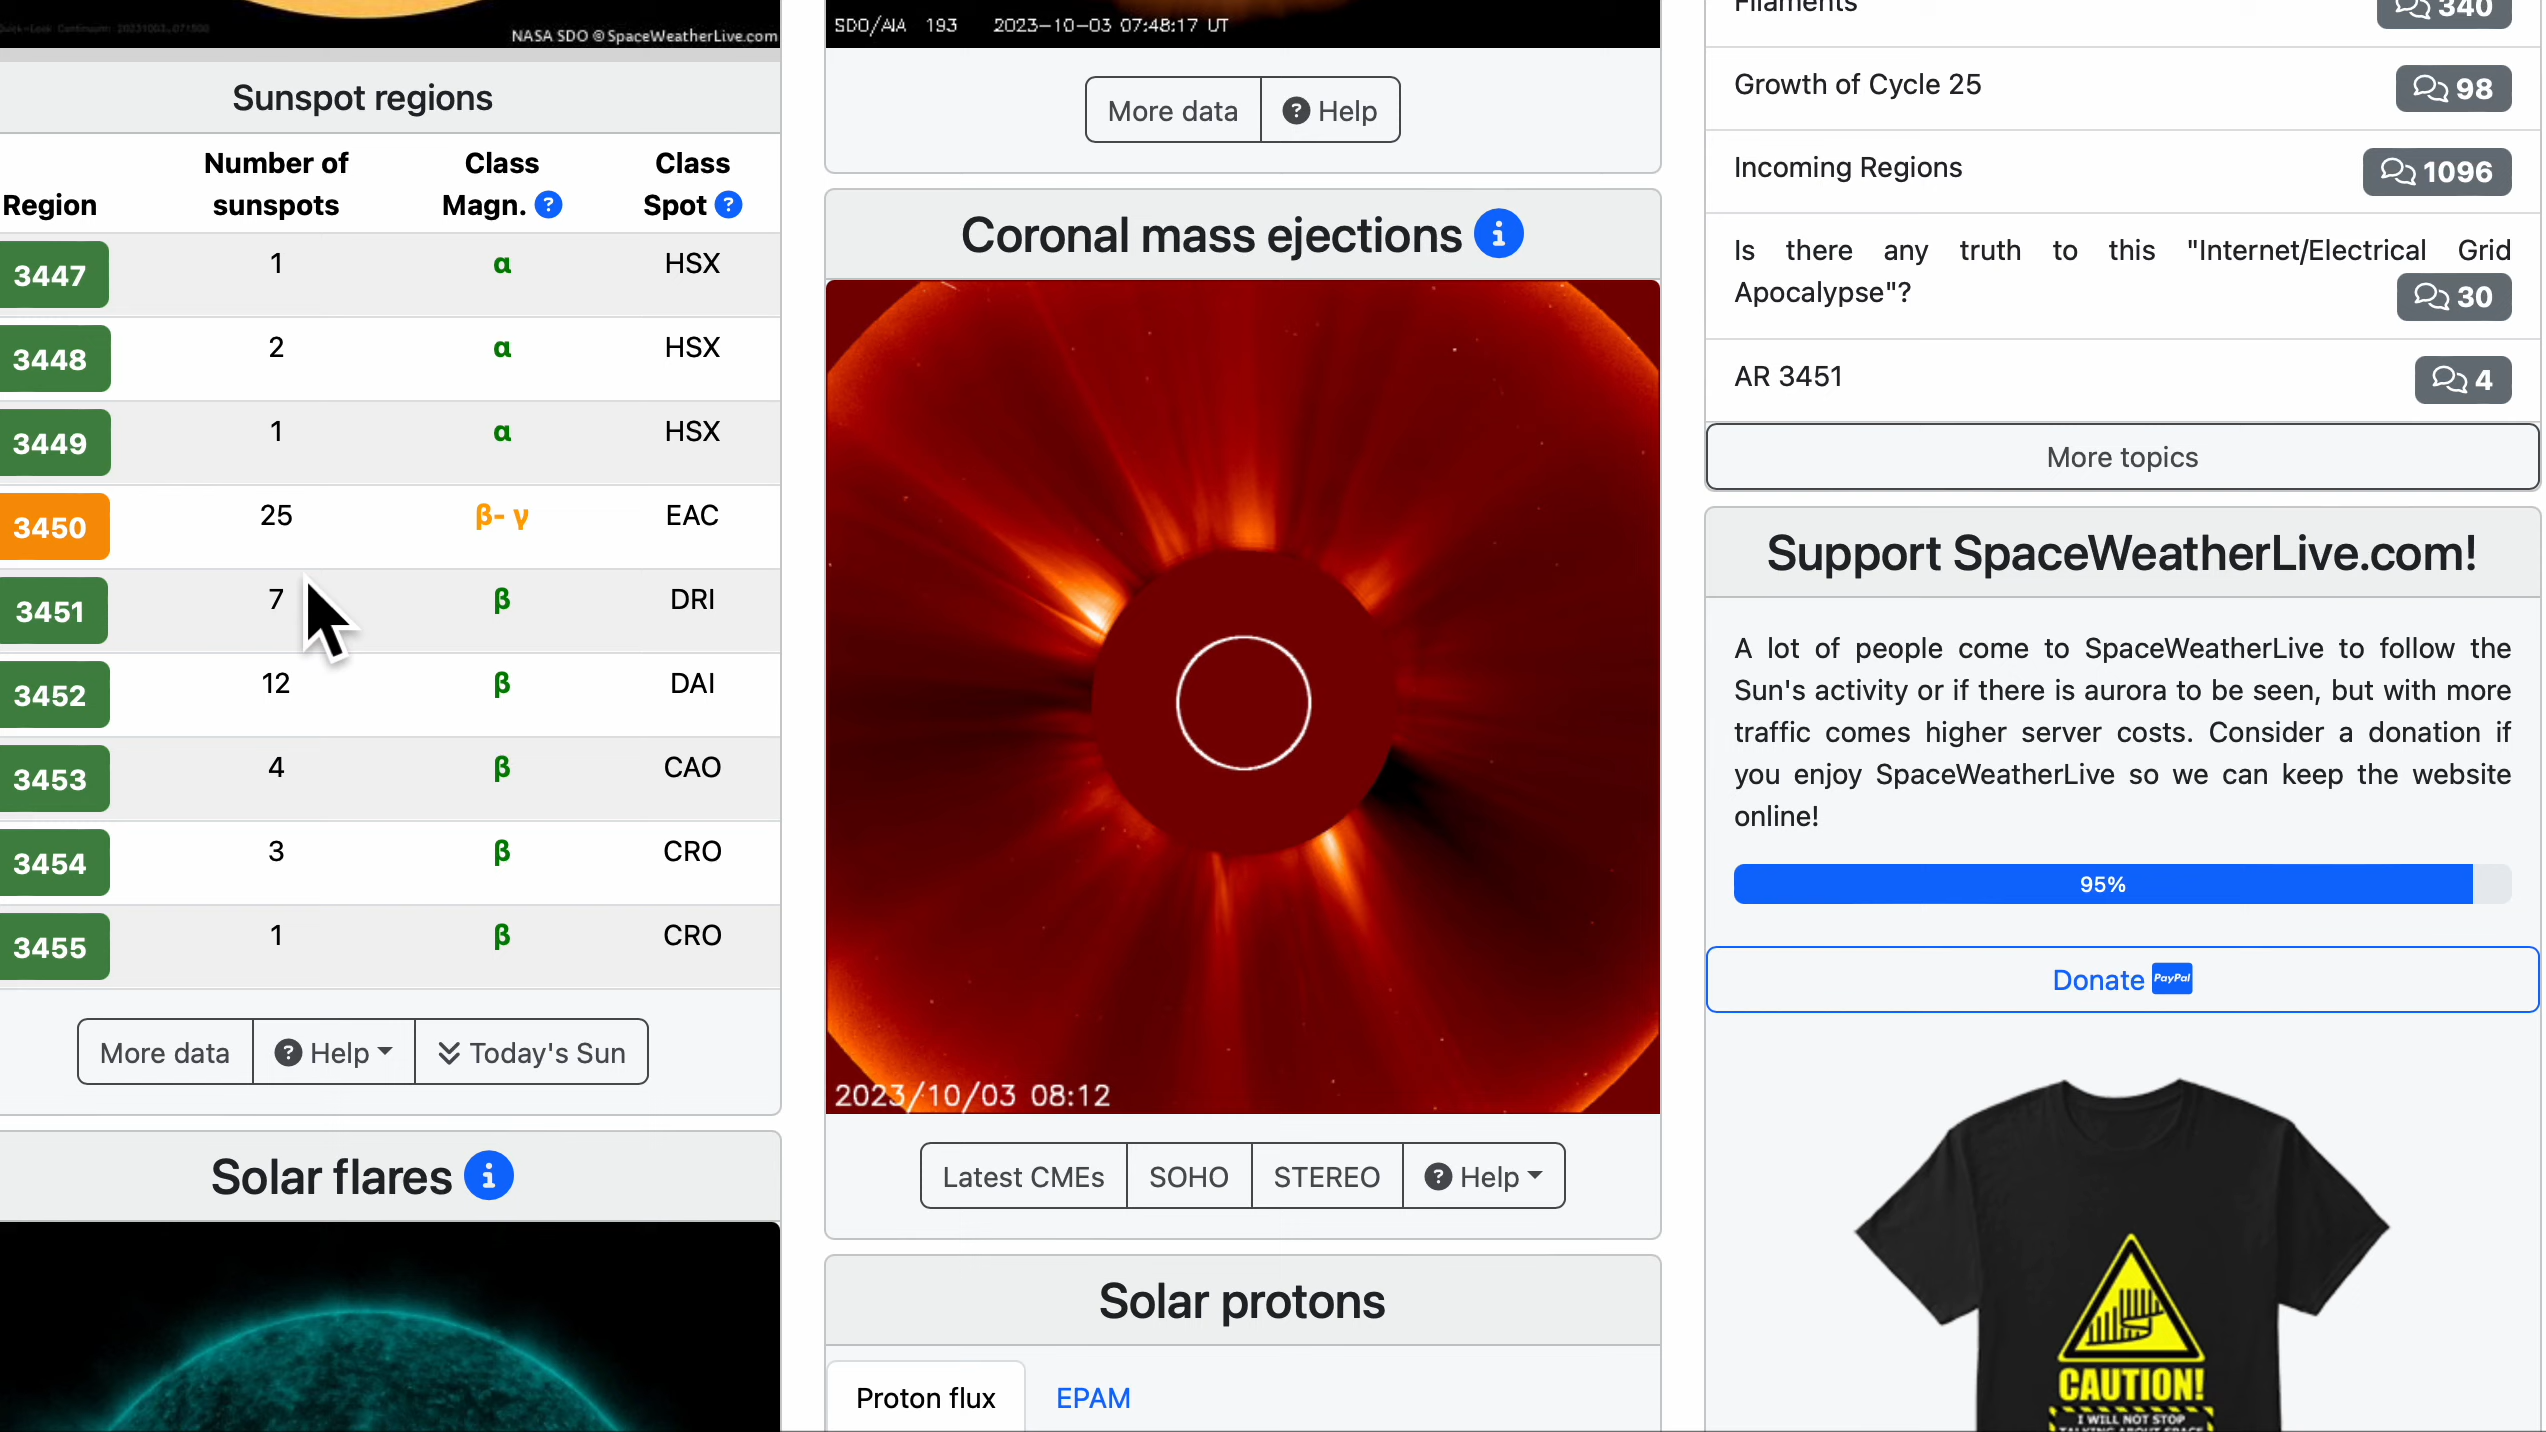 NASA SDO © SpaceWeatherLive.com
Sunspot regions
Region Number of sunspots Class Magn. ? Class Spot ?
3447 1 α HSX
3448 2 α HSX
3449 1 α HSX
3450 25 β- γ EAC
3451 7 β DRI
3452 12 β DAI
3453 4 β CAO
3454 3 β CRO
3455 1 β CRO
More data ? Help Today's Sun
Solar flares i
SDO/AIA 193 2023-10-03 07:48:17 UT
More data ? Help
Coronal mass ejections i
2023/10/03 08:12
Latest CMEs SOHO STEREO ? Help
Solar protons
Proton flux EPAM
Filaments 340
Growth of Cycle 25 98
Incoming Regions 1096
Is there any truth to this "Internet/Electrical Grid
Apocalypse"? 30
AR 3451 4
More topics
Support SpaceWeatherLive.com!
A lot of people come to SpaceWeatherLive to follow the
Sun's activity or if there is aurora to be seen, but with more
traffic comes higher server costs. Consider a donation if
you enjoy SpaceWeatherLive so we can keep the website
online!
95%
Donate PayPal
CAUTION!
I WILL NOT STOP
TALKING ABOUT SPACE